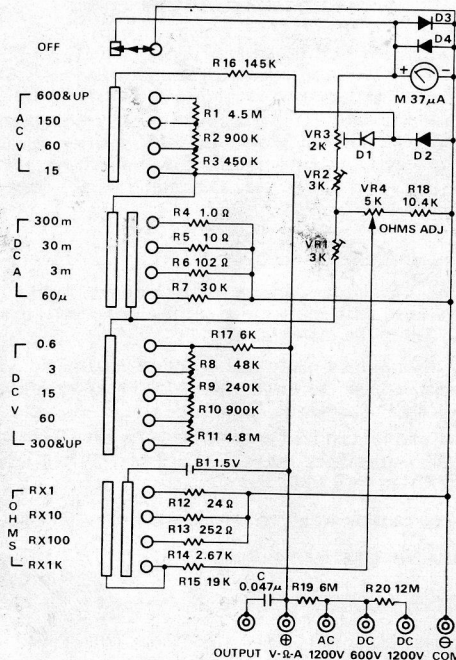 D3
D4
OFF
+ −
R16 145K
M 37µA
600&UP
R1 4.5M
150
R2 900K
60
R3 450K
15
VR3
2K
D1
D2
VR2
3K
VR4
5K
R18
10.4K
OHMS ADJ
VR1
3K
A
C
V
300m
R4 1.0Ω
30m
R5 10Ω
3m
R6 102Ω
60µ
R7 30K
D
C
A
0.6
R17 6K
3
R8 48K
15
R9 240K
60
R10 900K
300&UP
R11 4.8M
D
C
V
B1 1.5V
RX1
R12 24Ω
RX10
R13 252Ω
RX100
R14 2.67K
RX1K
R15 19K
O
H
M
S
C
0.047µ
R19 6M
R20 12M
⊕
⊖
OUTPUT V-Ω-A AC DC DC COM
1200V 600V 1200V